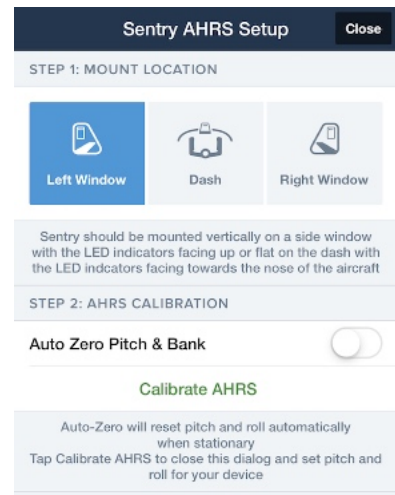 Sentry AHRS Setup Close
STEP 1: MOUNT LOCATION
Left Window Dash Right Window
Sentry should be mounted vertically on a side window
with the LED indicators facing up or flat on the dash with
the LED indcators facing towards the nose of the aircraft
STEP 2: AHRS CALIBRATION
Auto Zero Pitch & Bank
Calibrate AHRS
Auto-Zero will reset pitch and roll automatically
when stationary
Tap Calibrate AHRS to close this dialog and set pitch and
roll for your device